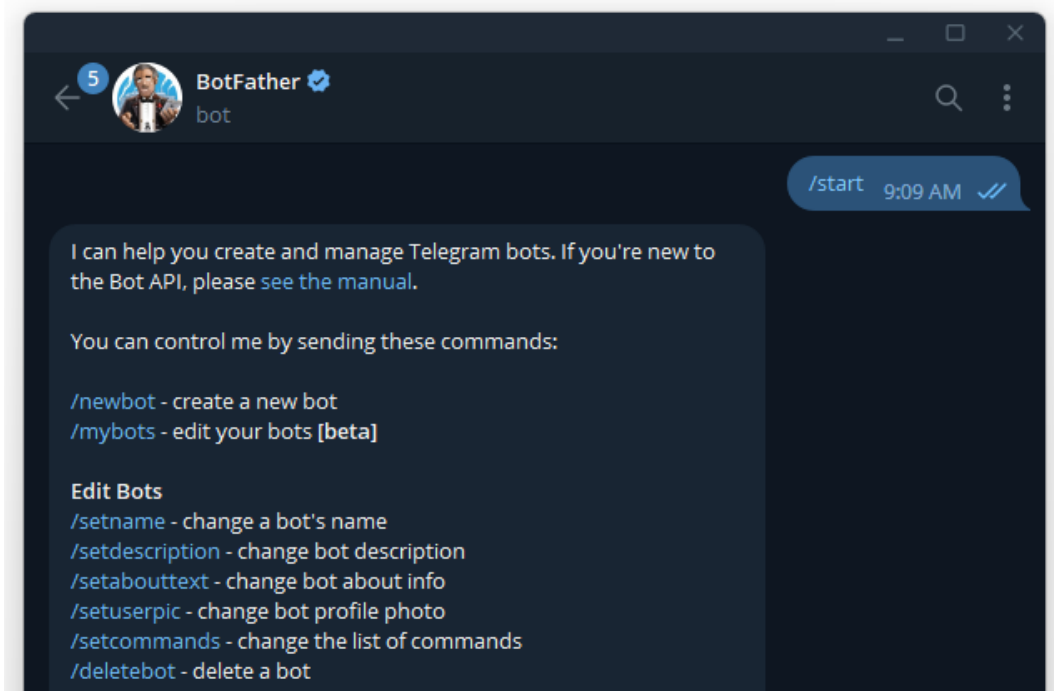 5
BotFather
bot
/start 9:09 AM
I can help you create and manage Telegram bots. If you're new to
the Bot API, please see the manual.
You can control me by sending these commands:
/newbot - create a new bot
/mybots - edit your bots [beta]
Edit Bots
/setname - change a bot's name
/setdescription - change bot description
/setabouttext - change bot about info
/setuserpic - change bot profile photo
/setcommands - change the list of commands
/deletebot - delete a bot